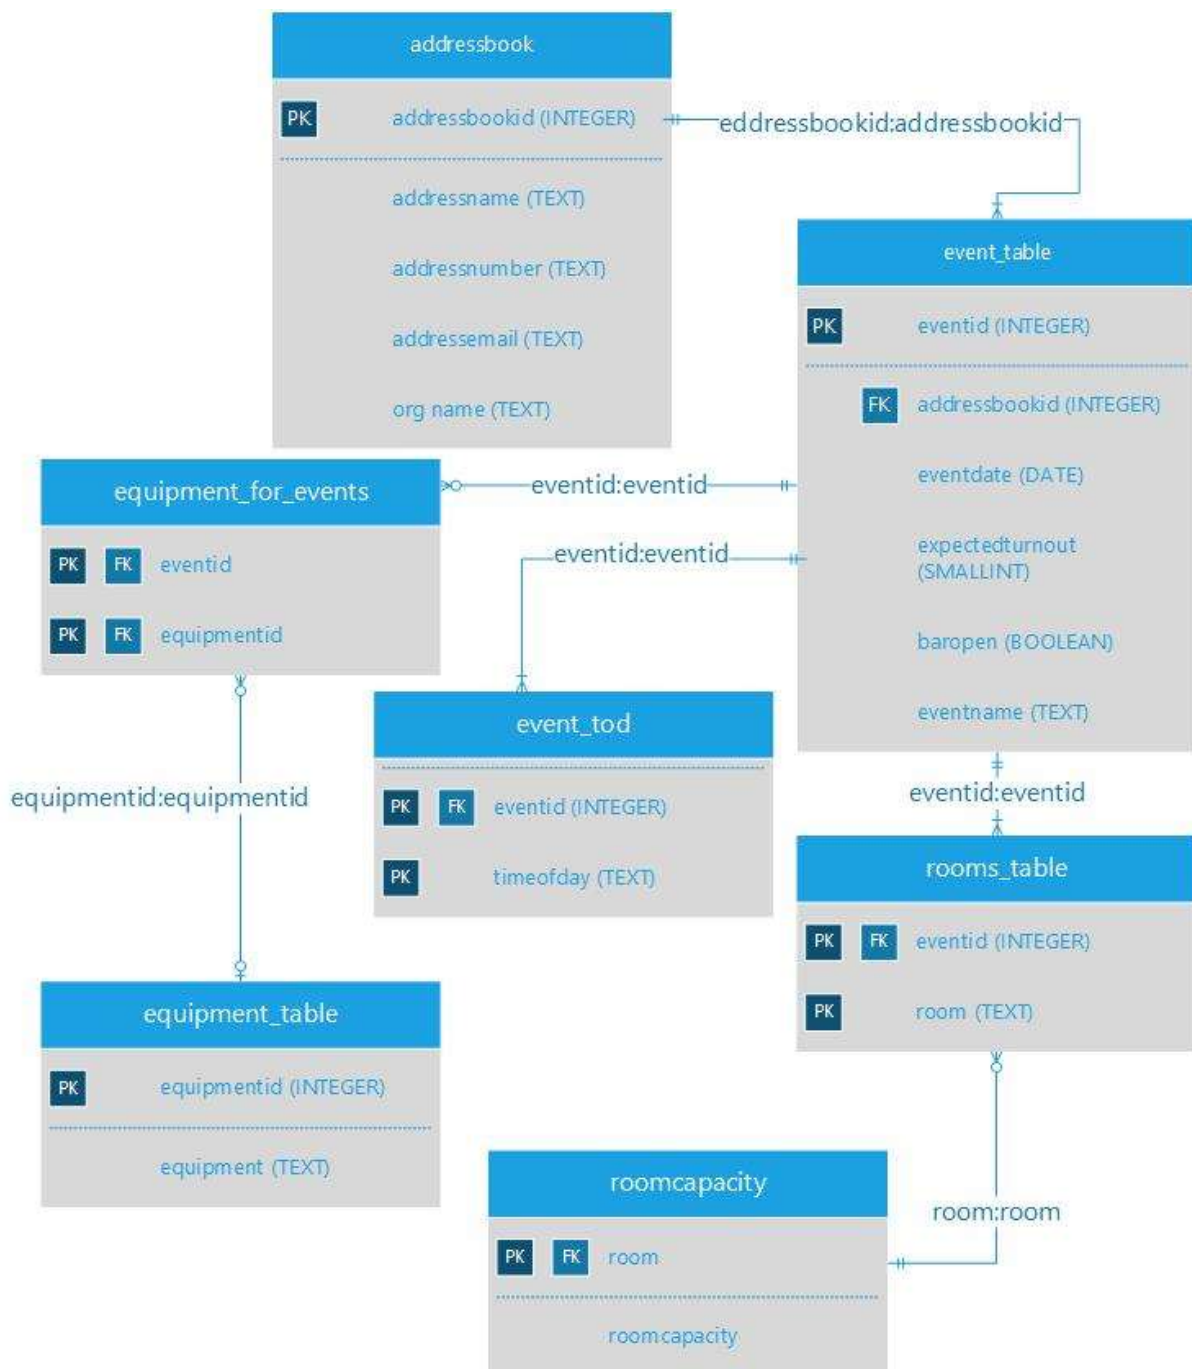 addressbook
PK addressbookid (INTEGER)
addressname (TEXT)
addressnumber (TEXT)
addressemail (TEXT)
org name (TEXT)
eddressbookid:addressbookid
event_table
PK eventid (INTEGER)
FK addressbookid (INTEGER)
eventdate (DATE)
expectedturnout
(SMALLINT)
baropen (BOOLEAN)
eventname (TEXT)
equipment_for_events
PK FK eventid
PK FK equipmentid
eventid:eventid
eventid:eventid
event_tod
PK FK eventid (INTEGER)
PK timeofday (TEXT)
equipmentid:equipmentid
eventid:eventid
rooms_table
PK FK eventid (INTEGER)
PK room (TEXT)
equipment_table
PK equipmentid (INTEGER)
equipment (TEXT)
roomcapacity
PK FK room
roomcapacity
room:room